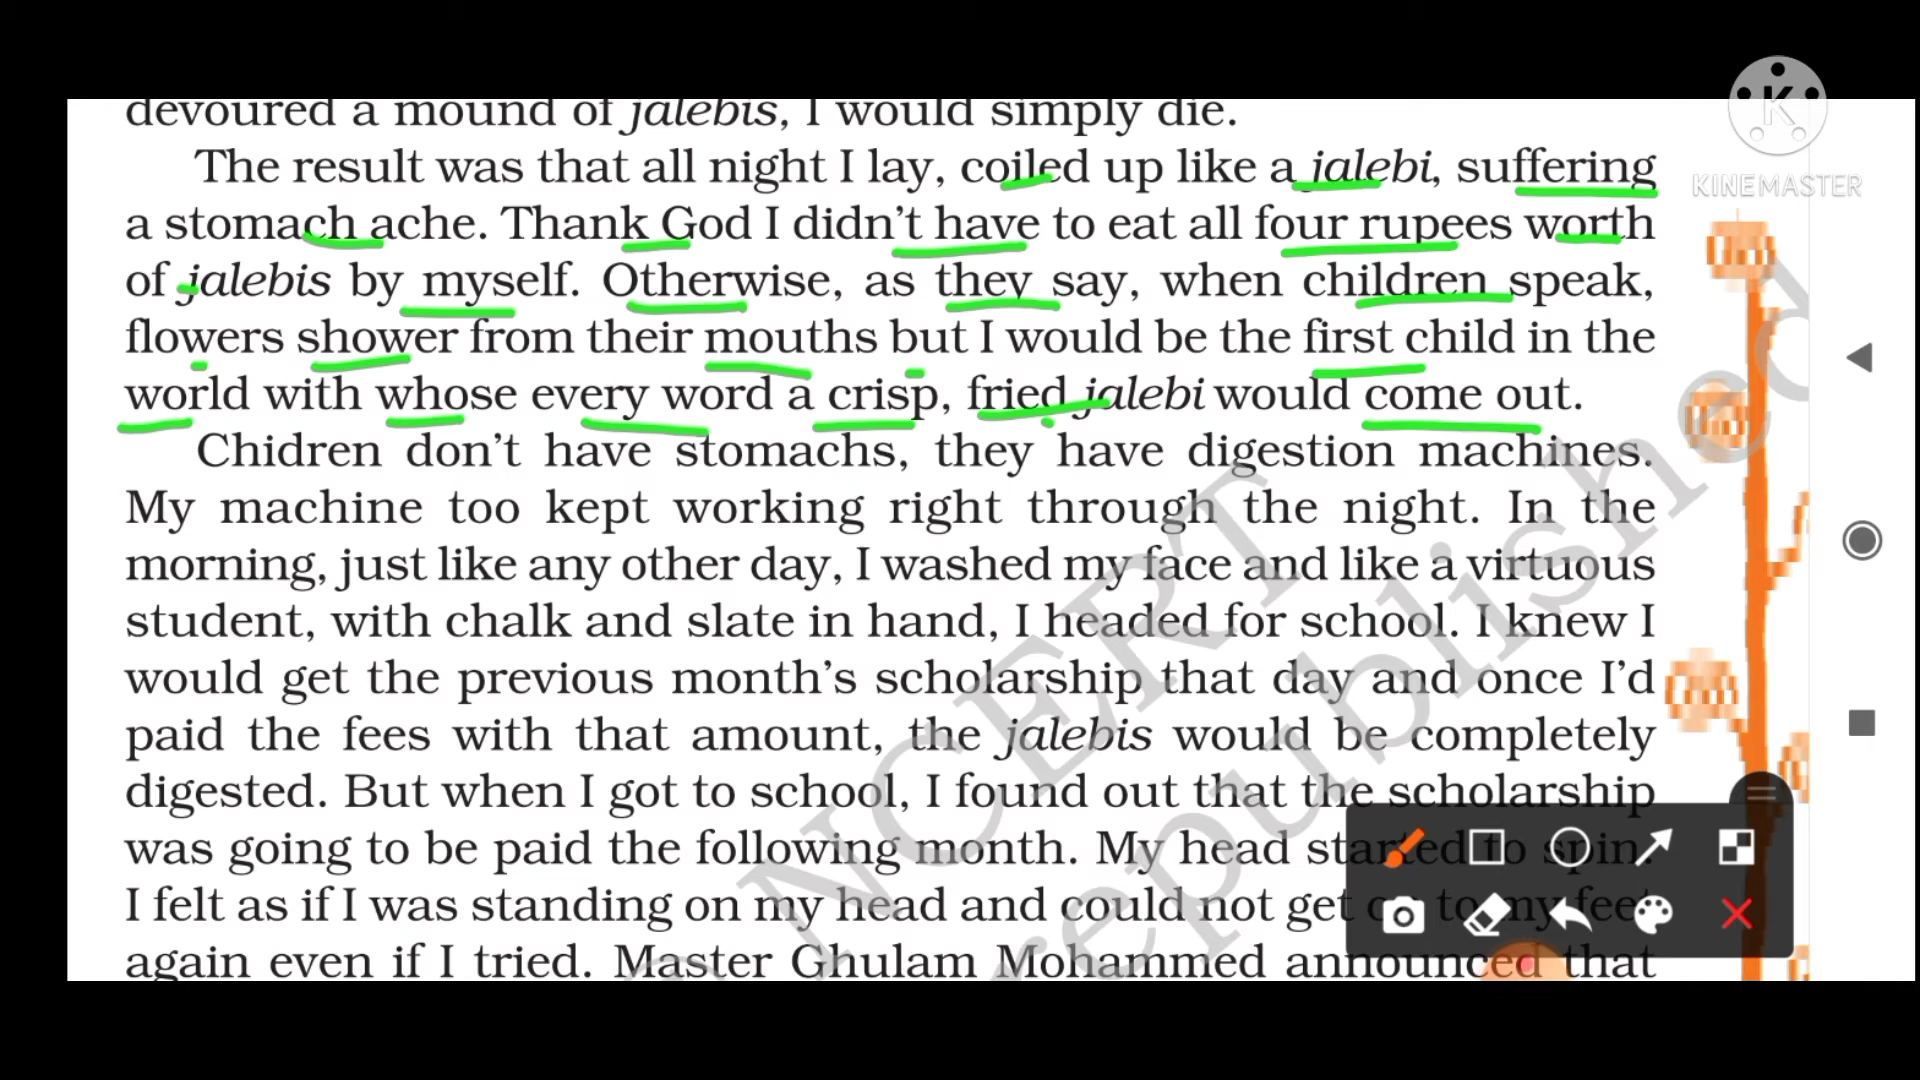 devoured a mound of jalebis, I would simply die.
The result was that all night I lay, coiled up like a jalebi, suffering
a stomach ache. Thank God I didn't have to eat all four rupees worth
of jalebis by myself. Otherwise, as they say, when children speak,
flowers shower from their mouths but I would be the first child in the
world with whose every word a crisp, fried jalebi would come out.
Chidren don't have stomachs, they have digestion machines.
My machine too kept working right through the night. In the
morning, just like any other day, I washed my face and like a virtuous
student, with chalk and slate in hand, I headed for school. I knew I
would get the previous month's scholarship that day and once I'd
paid the fees with that amount, the jalebis would be completely
digested. But when I got to school, I found out that the scholarship
was going to be paid the following month. My head started to spin.
I felt as if I was standing on my head and could not get on to my feet
again even if I tried. Master Ghulam Mohammed announced that
K
KINEMASTER
NCERT
republished